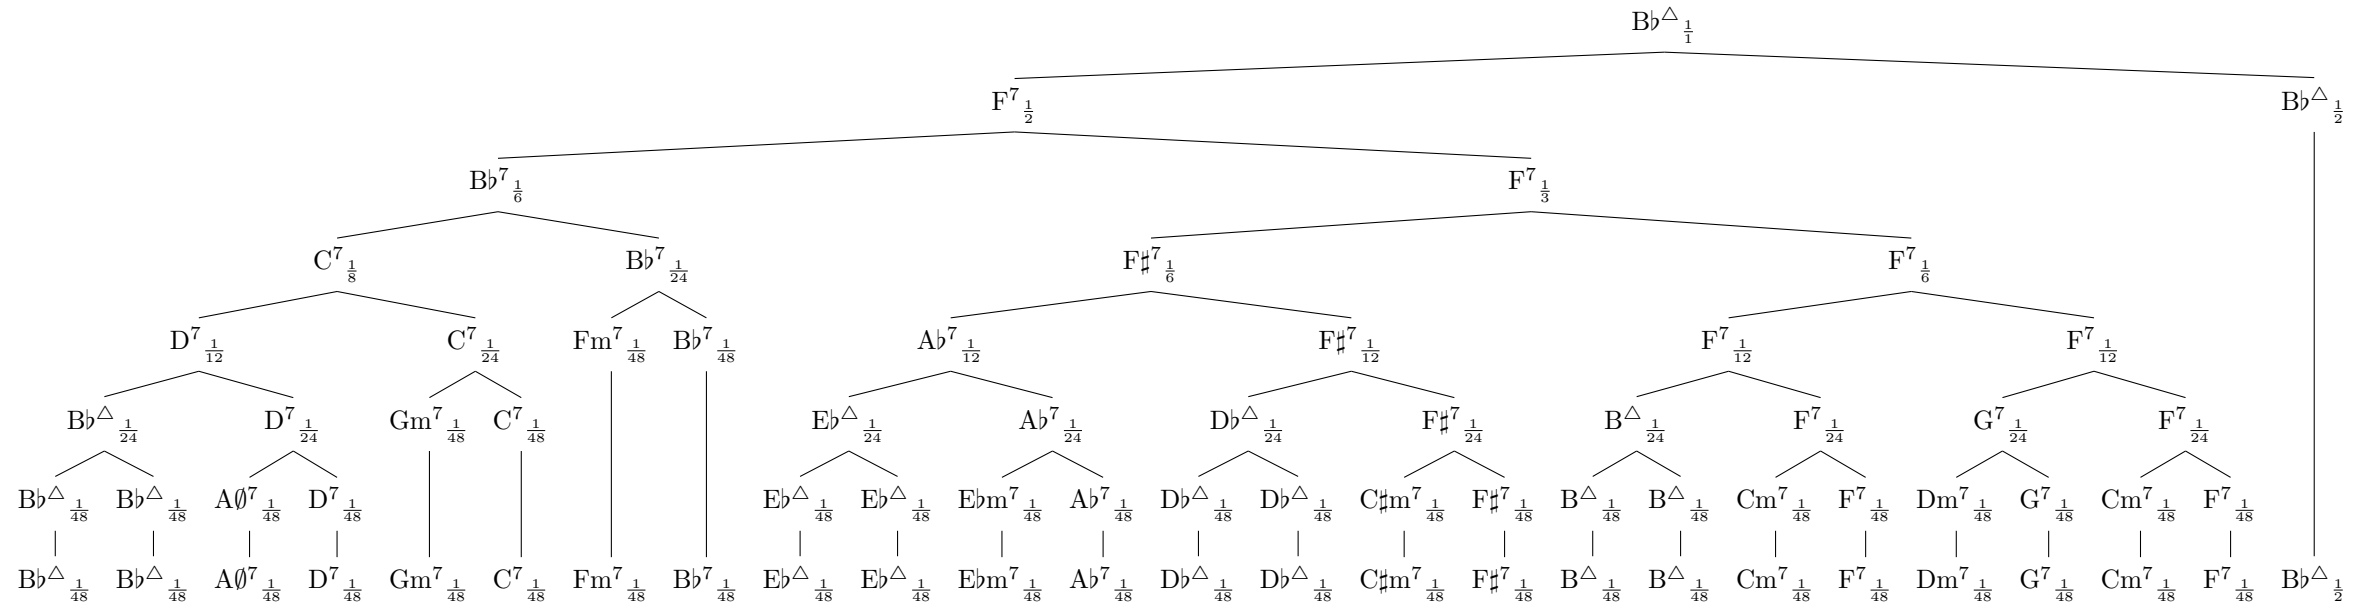 B♭△ 1/1
F7 1/2 B♭△ 1/2
B♭7 1/6 F7 1/3
C7 1/8 B♭7 1/24 F♯7 1/6 F7 1/6
D7 1/12 C7 1/24 Fm7 1/48 B♭7 1/48 A♭7 1/12 F♯7 1/12 F7 1/12 F7 1/12
B♭△ 1/24 D7 1/24 Gm7 1/48 C7 1/48 E♭△ 1/24 A♭7 1/24 D♭△ 1/24 F♯7 1/24 B△ 1/24 F7 1/24 G7 1/24 F7 1/24
B♭△ 1/48 B♭△ 1/48 A∅7 1/48 D7 1/48 E♭△ 1/48 E♭△ 1/48 E♭m7 1/48 A♭7 1/48 D♭△ 1/48 D♭△ 1/48 C♯m7 1/48 F♯7 1/48 B△ 1/48 B△ 1/48 Cm7 1/48 F7 1/48 Dm7 1/48 G7 1/48 Cm7 1/48 F7 1/48
B♭△ 1/48 B♭△ 1/48 A∅7 1/48 D7 1/48 Gm7 1/48 C7 1/48 Fm7 1/48 B♭7 1/48 E♭△ 1/48 E♭△ 1/48 E♭m7 1/48 A♭7 1/48 D♭△ 1/48 D♭△ 1/48 C♯m7 1/48 F♯7 1/48 B△ 1/48 B△ 1/48 Cm7 1/48 F7 1/48 Dm7 1/48 G7 1/48 Cm7 1/48 F7 1/48 B♭△ 1/2